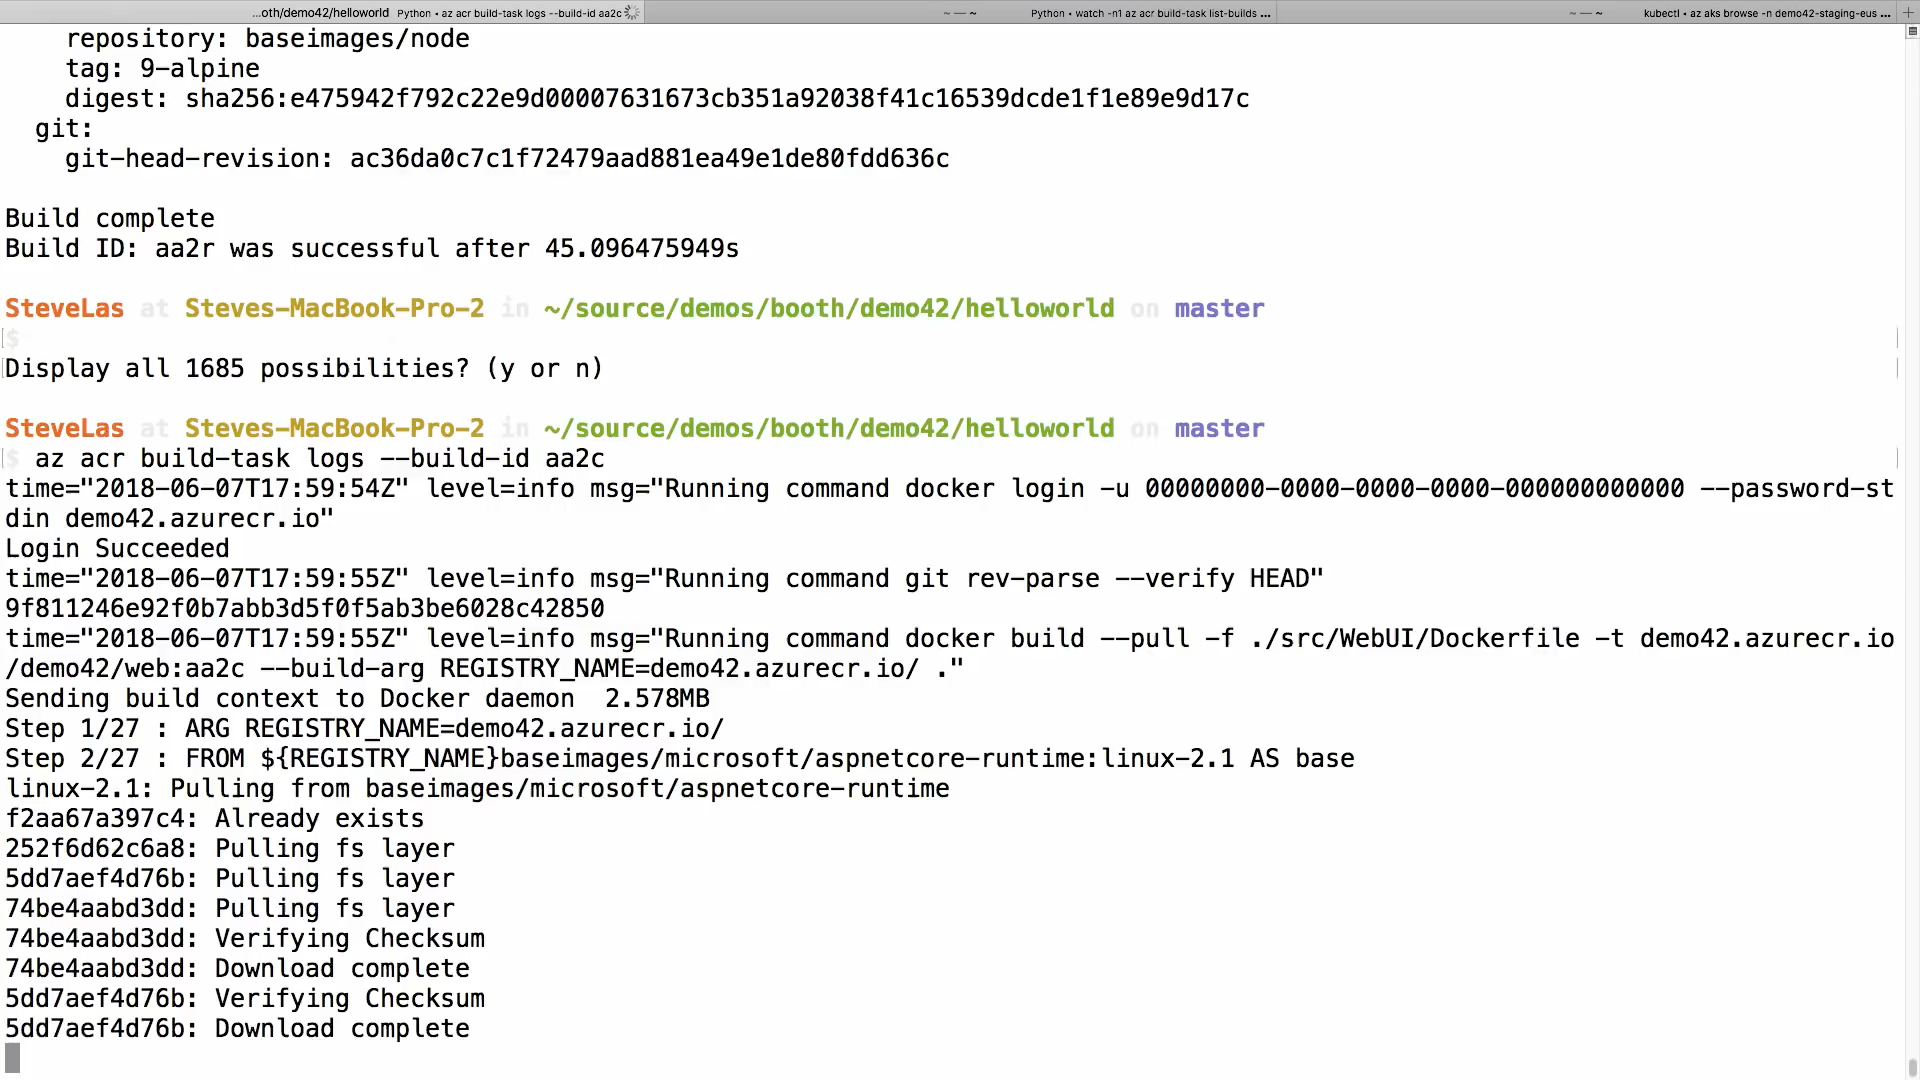 ...oth/demo42/helloworld Python • az acr build-task logs --build-id aa2c
~ — ~ Python • watch -n1 az acr build-task list-builds ...
~ — ~ kubectl • az aks browse -n demo42-staging-eus ...
repository: baseimages/node
tag: 9-alpine
digest: sha256:e475942f792c22e9d00007631673cb351a92038f41c16539dcde1f1e89e9d17c
git:
git-head-revision: ac36da0c7c1f72479aad881ea49e1de80fdd636c
Build complete
Build ID: aa2r was successful after 45.096475949s
SteveLas at Steves-MacBook-Pro-2 in ~/source/demos/booth/demo42/helloworld on master
$
Display all 1685 possibilities? (y or n)
SteveLas at Steves-MacBook-Pro-2 in ~/source/demos/booth/demo42/helloworld on master
$ az acr build-task logs --build-id aa2c
time="2018-06-07T17:59:54Z" level=info msg="Running command docker login -u 00000000-0000-0000-0000-000000000000 --password-st
din demo42.azurecr.io"
Login Succeeded
time="2018-06-07T17:59:55Z" level=info msg="Running command git rev-parse --verify HEAD"
9f811246e92f0b7abb3d5f0f5ab3be6028c42850
time="2018-06-07T17:59:55Z" level=info msg="Running command docker build --pull -f ./src/WebUI/Dockerfile -t demo42.azurecr.io
/demo42/web:aa2c --build-arg REGISTRY_NAME=demo42.azurecr.io/ ."
Sending build context to Docker daemon  2.578MB
Step 1/27 : ARG REGISTRY_NAME=demo42.azurecr.io/
Step 2/27 : FROM ${REGISTRY_NAME}baseimages/microsoft/aspnetcore-runtime:linux-2.1 AS base
linux-2.1: Pulling from baseimages/microsoft/aspnetcore-runtime
f2aa67a397c4: Already exists
252f6d62c6a8: Pulling fs layer
5dd7aef4d76b: Pulling fs layer
74be4aabd3dd: Pulling fs layer
74be4aabd3dd: Verifying Checksum
74be4aabd3dd: Download complete
5dd7aef4d76b: Verifying Checksum
5dd7aef4d76b: Download complete